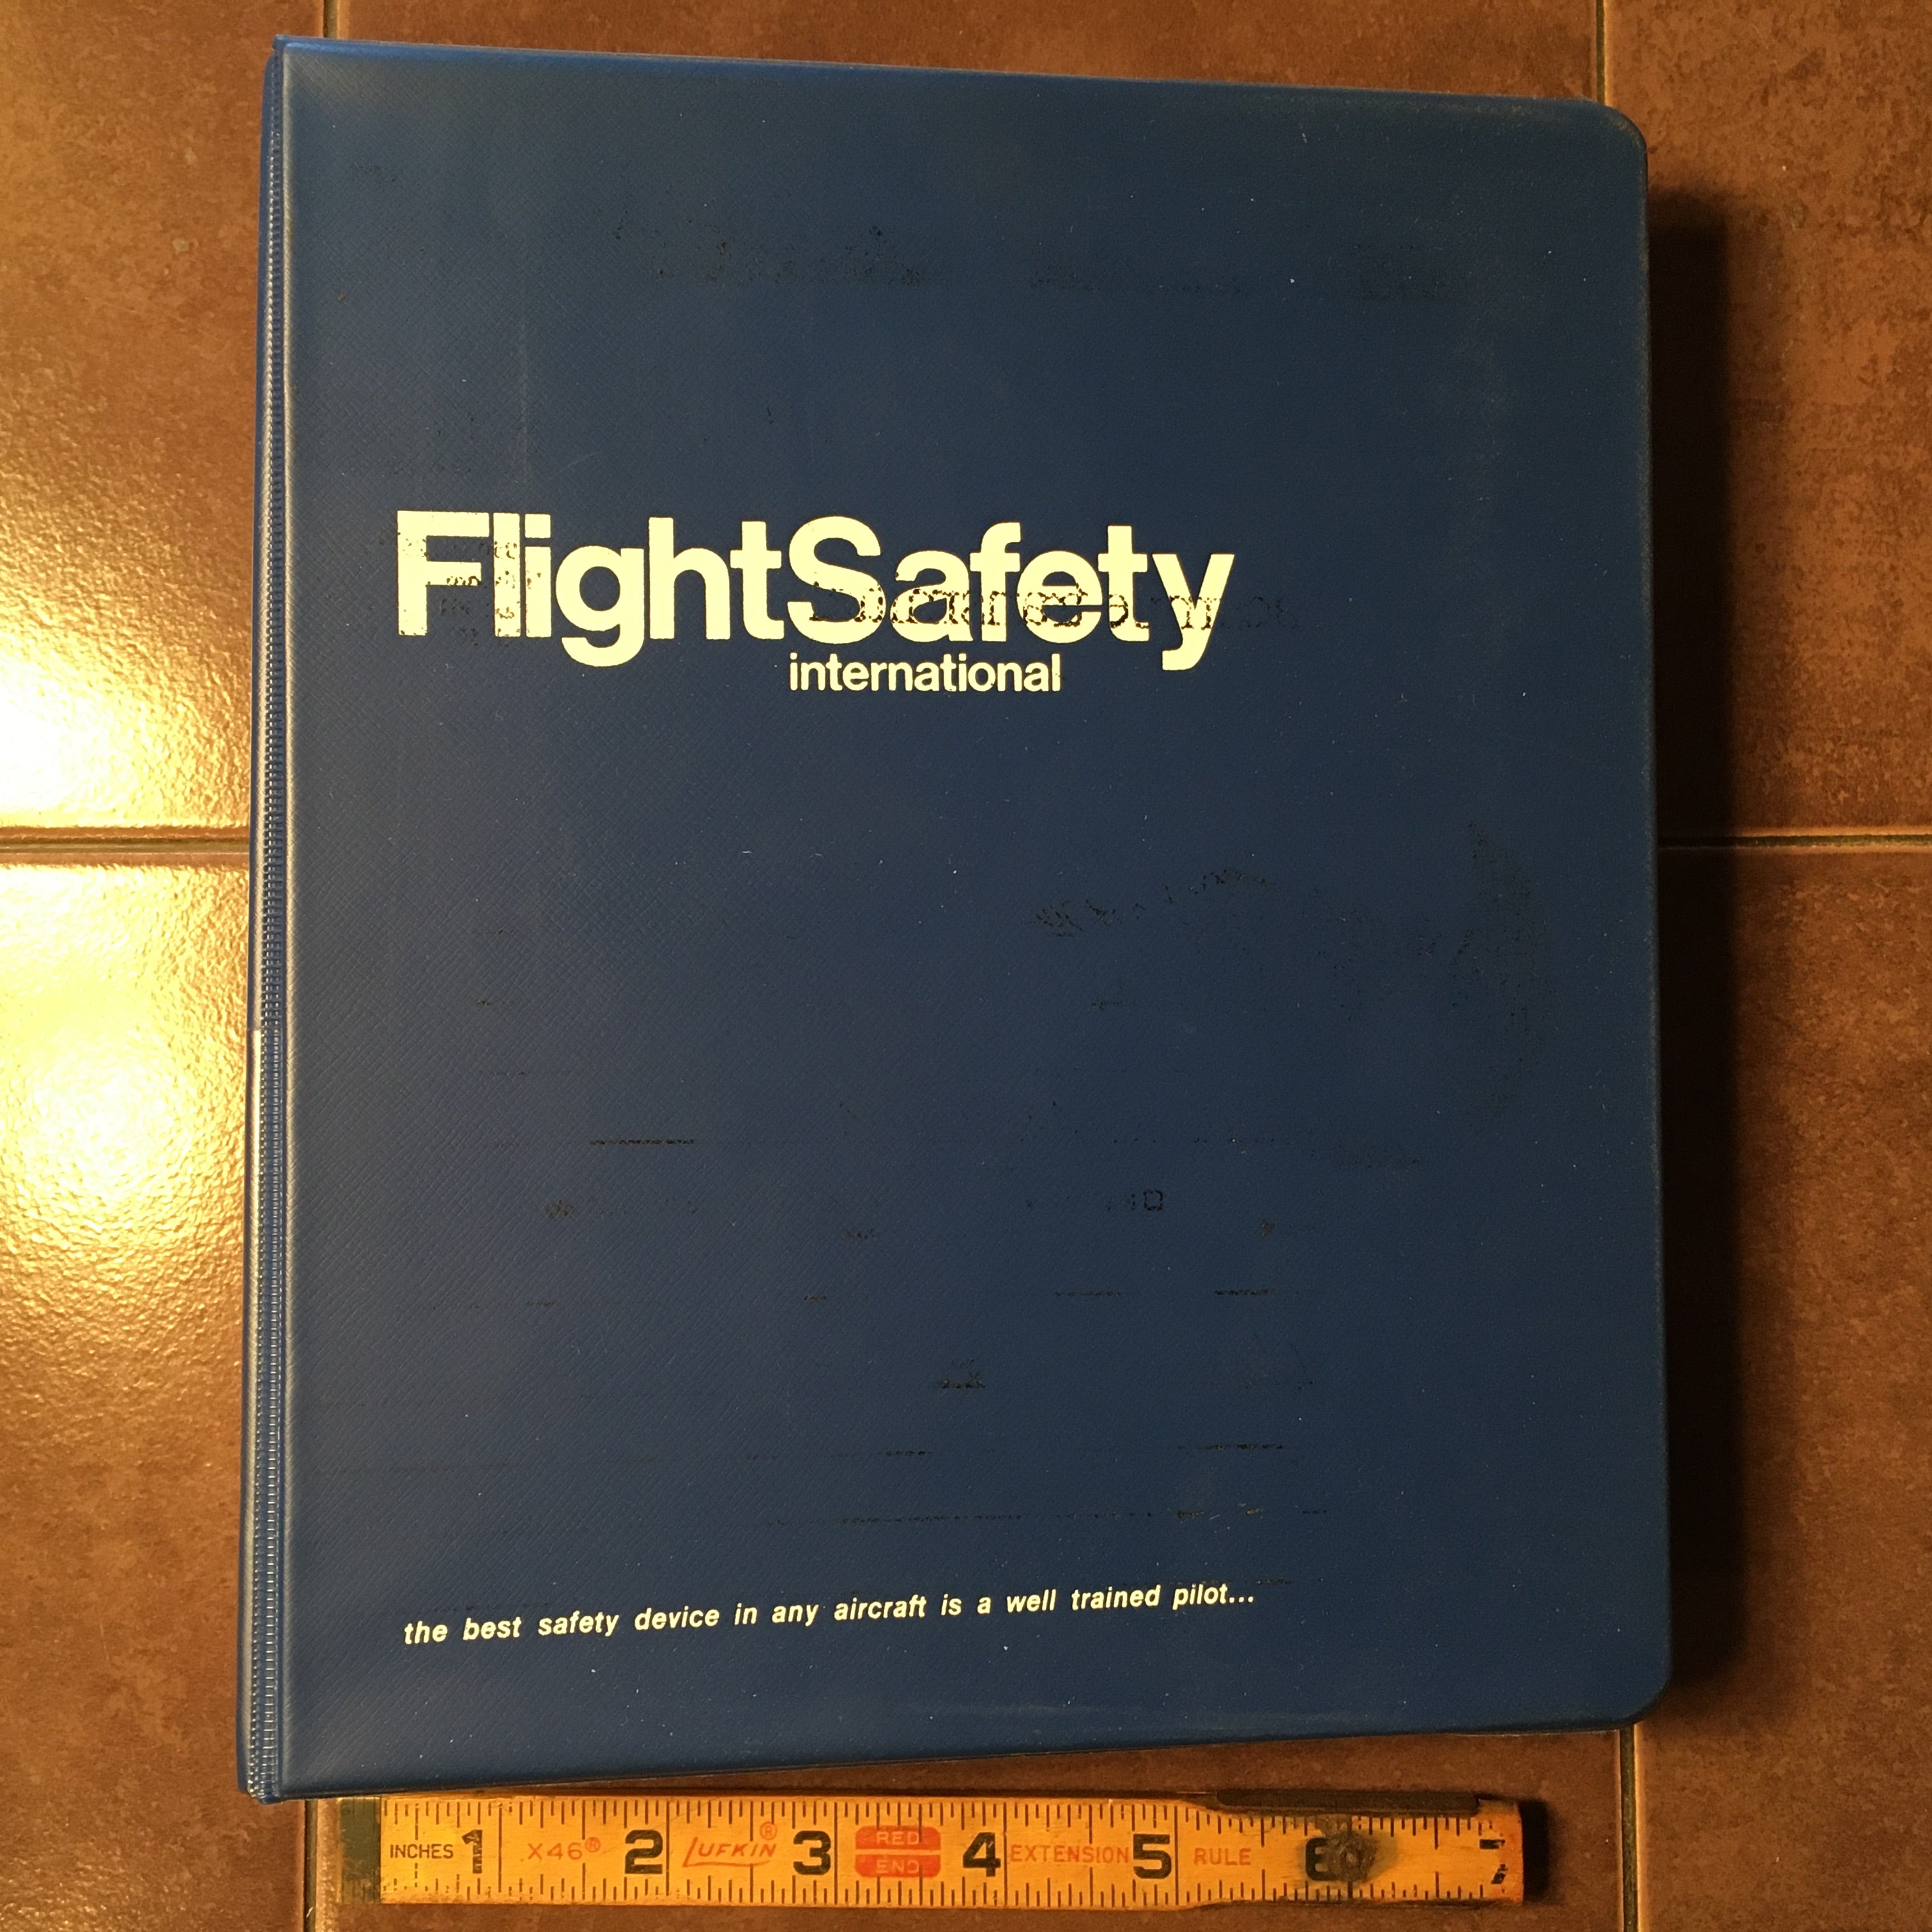 FlightSafety
international
the best safety device in any aircraft is a well trained pilot...
INCHES 1 X46® 2 LUFKIN® 3 RED END 4 EXTENSION 5 RULE 6 7